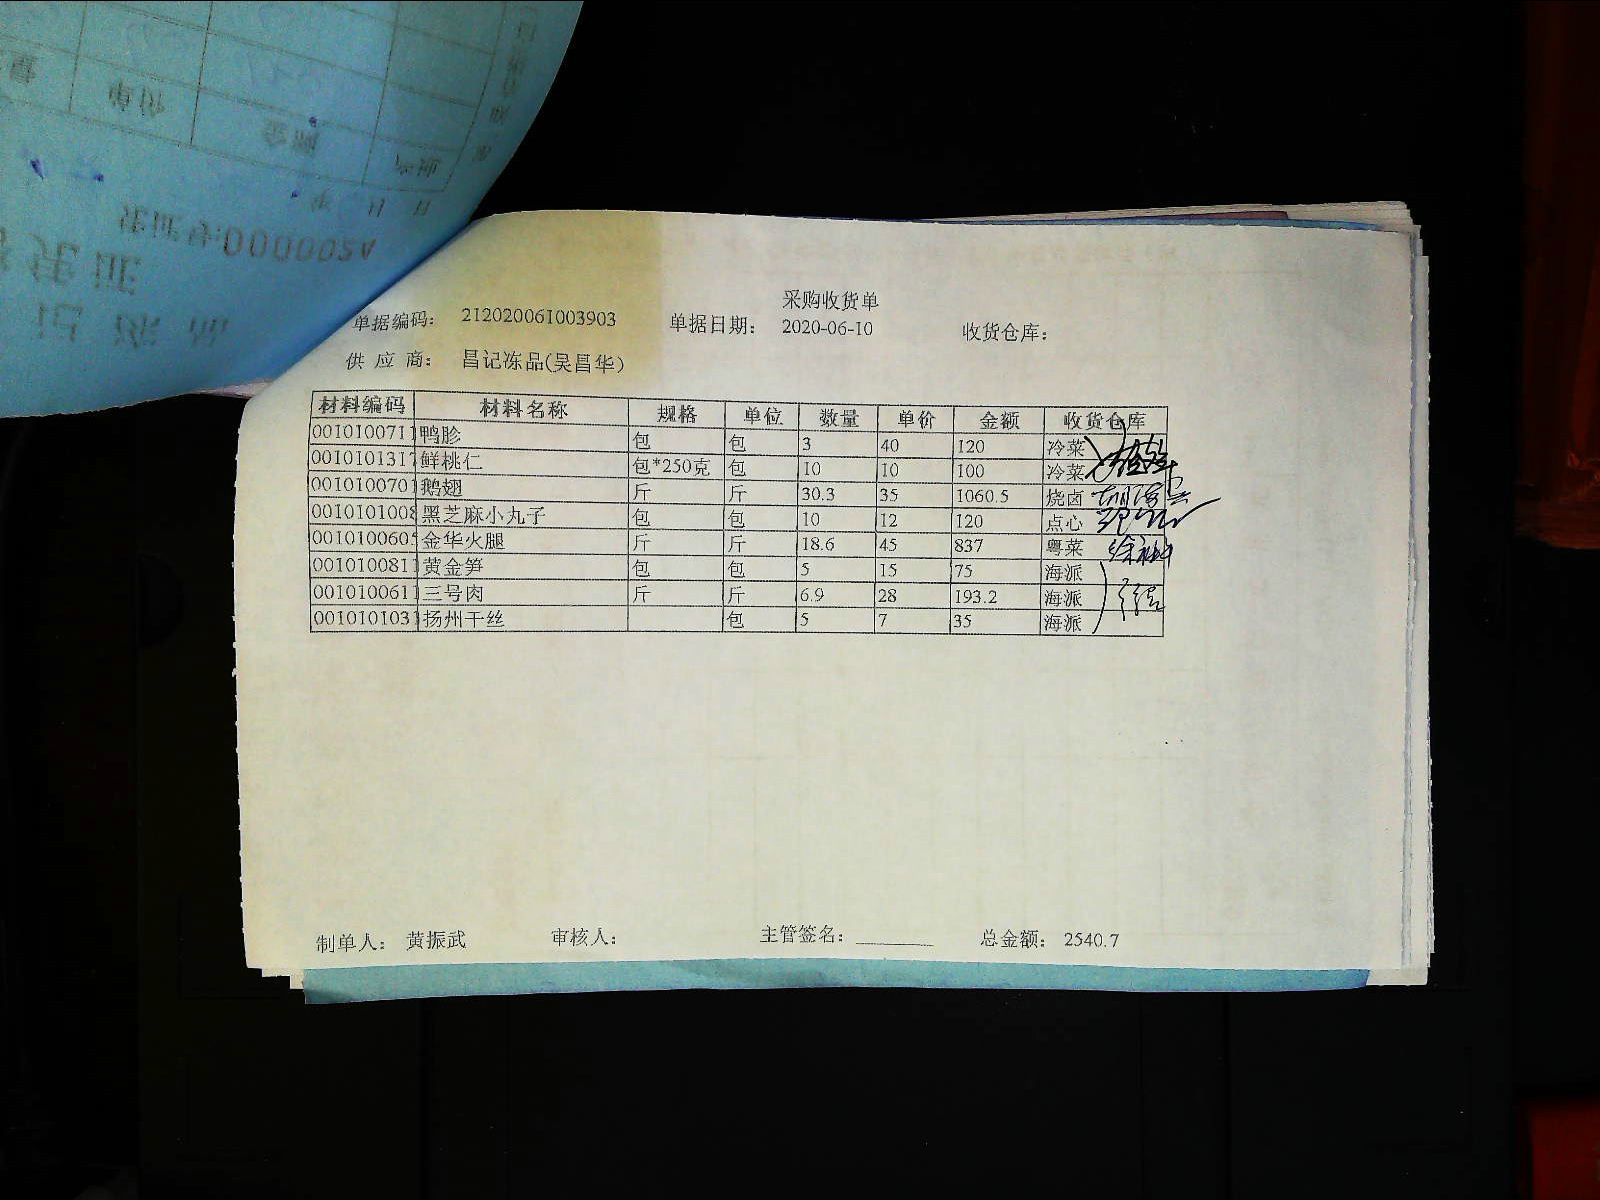 采购收货单
单据编码: 212020061003903 单据日期: 2020-06-10 收货仓库:
供应商: 昌记冻品(吴昌华)
材料编码 材料名称 规格 单位 数量 单价 金额 收货仓库
0010100711 鸭胗 包 包 3 40 120 冷菜
0010101317 鲜桃仁 包*250克 包 10 10 100 冷菜
0010100701 鹅翅 斤 斤 30.3 35 1060.5 烧卤
0010101008 黑芝麻小丸子 包 包 10 12 120 点心
0010100605 金华火腿 斤 斤 18.6 45 837 粤菜
0010100811 黄金笋 包 包 5 15 75 海派
0010100611 三号肉 斤 斤 6.9 28 193.2 海派
0010101031 扬州干丝 包 5 7 35 海派
制单人: 黄振武 审核人: 主管签名: 总金额: 2540.7